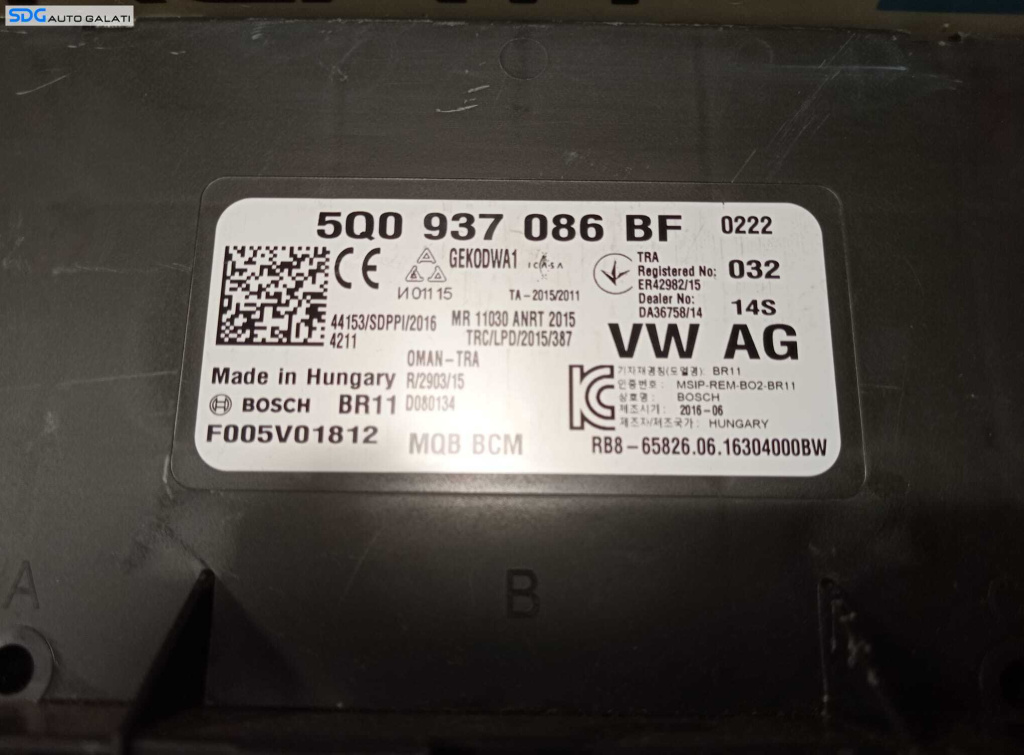 SDG AUTO GALATI
5Q0 937 086 BF 0222
CE
GEKODWA1
ICASA
И 011 15
TA-2015/2011
TRA
Registered No:
ER42982/15
Dealer No:
DA36758/14
032
14S
44153/SDPPI/2016
4211
MR 11030 ANRT 2015
TRC/LPD/2015/387
VW AG
OMAN-TRA
R/2903/15
D080134
Made in Hungary
BOSCH BR11
F005V01812
MQB BCM
기자재명칭(모델명): BR11
인증번호: MSIP-REM-BO2-BR11
상호명: BOSCH
제조시기: 2016-06
제조자/제조국가: HUNGARY
RB8-65826.06.16304000BW
A
B